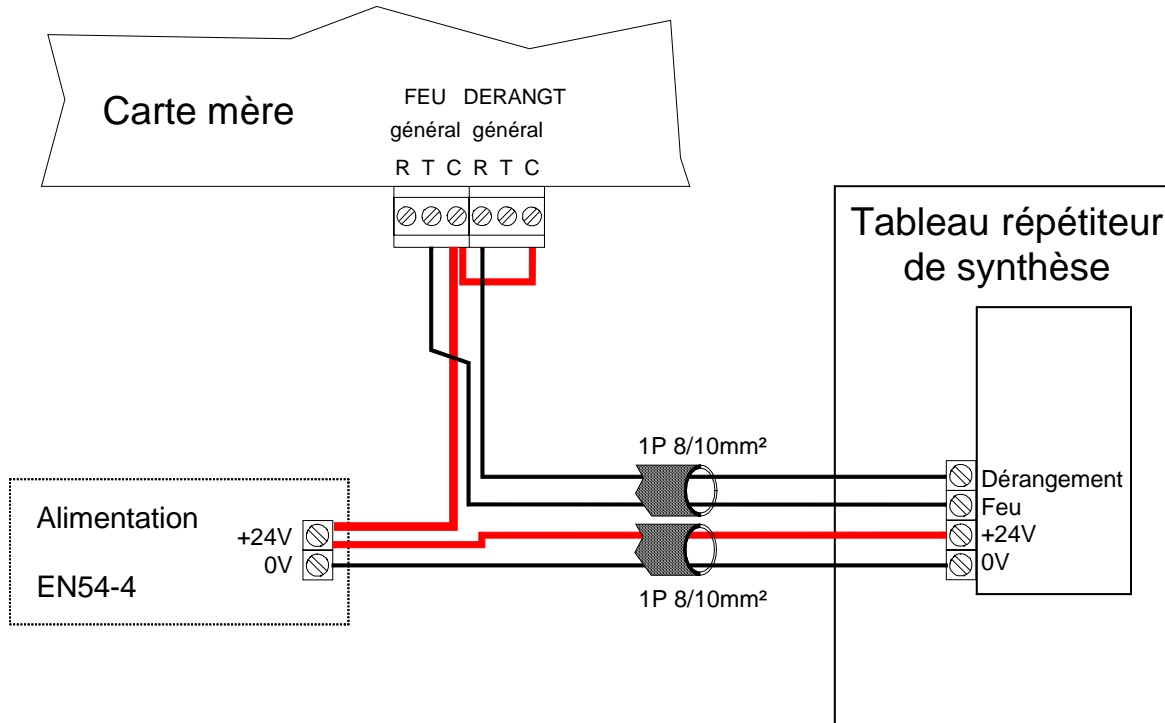 Carte mère
FEU DERANGT
général général
R T C R T C
Tableau répétiteur
de synthèse
1P 8/10mm²
Dérangement
Feu
+24V
0V
Alimentation
EN54-4
+24V
0V
1P 8/10mm²